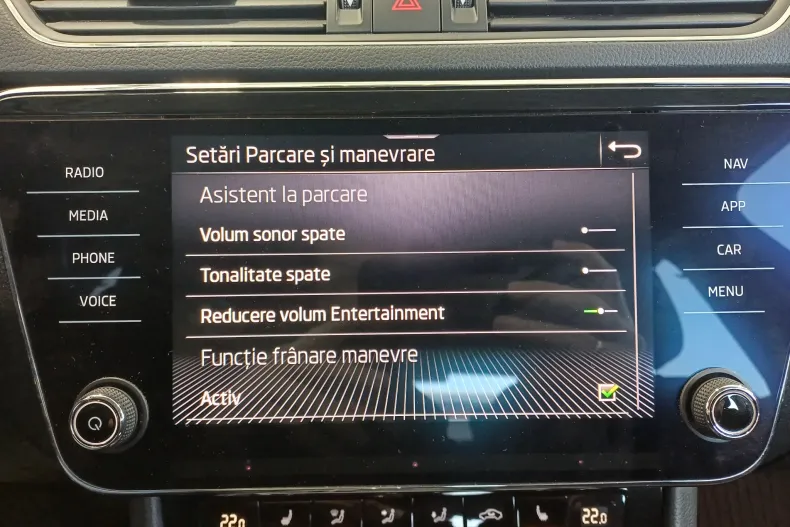 Setări Parcare și manevrare
RADIO
MEDIA
PHONE
VOICE
Asistent la parcare
Volum sonor spate
Tonalitate spate
Reducere volum Entertainment
Funcție frânare manevre
Activ
NAV
APP
CAR
MENU
22.0
22.0